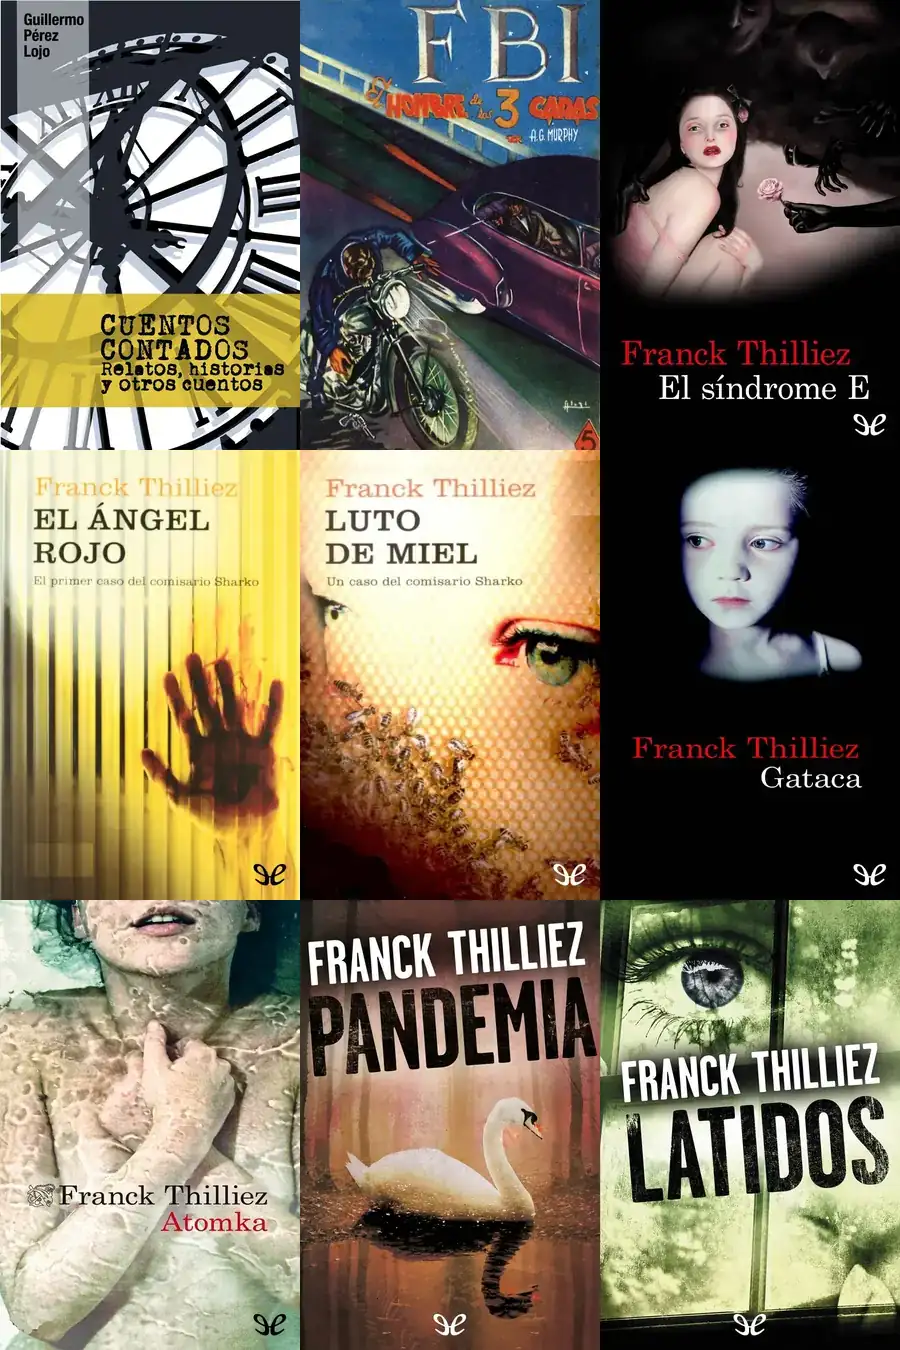 Guillermo
Pérez
Lojo
CUENTOS
CONTADOS
Relatos, historias
y otros cuentos
FBI
El HOMBRE de las 3 CARAS
POR A.G. MURPHY
5
Franck Thilliez
El síndrome E
Franck Thilliez
EL ÁNGEL
ROJO
El primer caso del comisario Sharko
Franck Thilliez
LUTO
DE MIEL
Un caso del comisario Sharko
Franck Thilliez
Gataca
Franck Thilliez
Atomka
FRANCK THILLIEZ
PANDEMIA
FRANCK THILLIEZ
LATIDOS